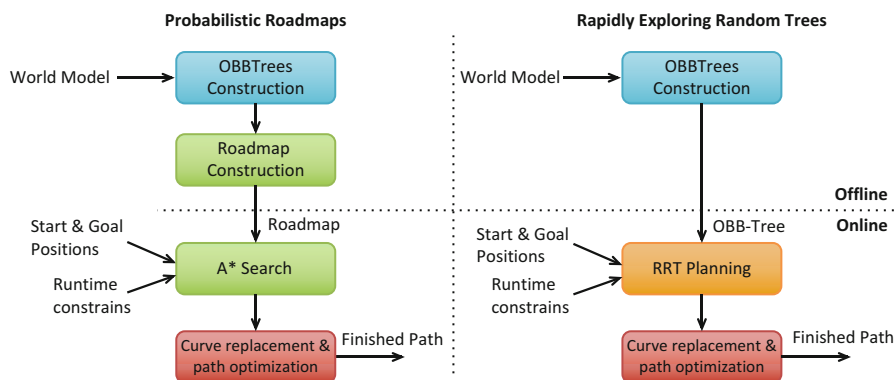 Probabilistic Roadmaps
Rapidly Exploring Random Trees
World Model
OBBTrees
Construction
World Model
OBBTrees
Construction
Roadmap
Construction
Offline
Roadmap
OBB-Tree
Online
Start & Goal
Positions
A* Search
Runtime
constrains
Start & Goal
Positions
RRT Planning
Runtime
constrains
Curve replacement &
path optimization
Finished Path
Curve replacement &
path optimization
Finished Path